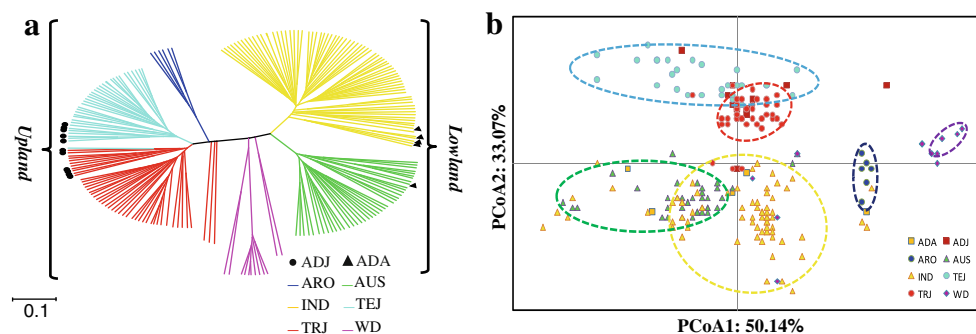 a
Upland
Lowland
ADJ ADA
ARO AUS
IND TEJ
TRJ WD
0.1
b
PCoA2: 33.07%
PCoA1: 50.14%
ADA ADJ
ARO AUS
IND TEJ
TRJ WD